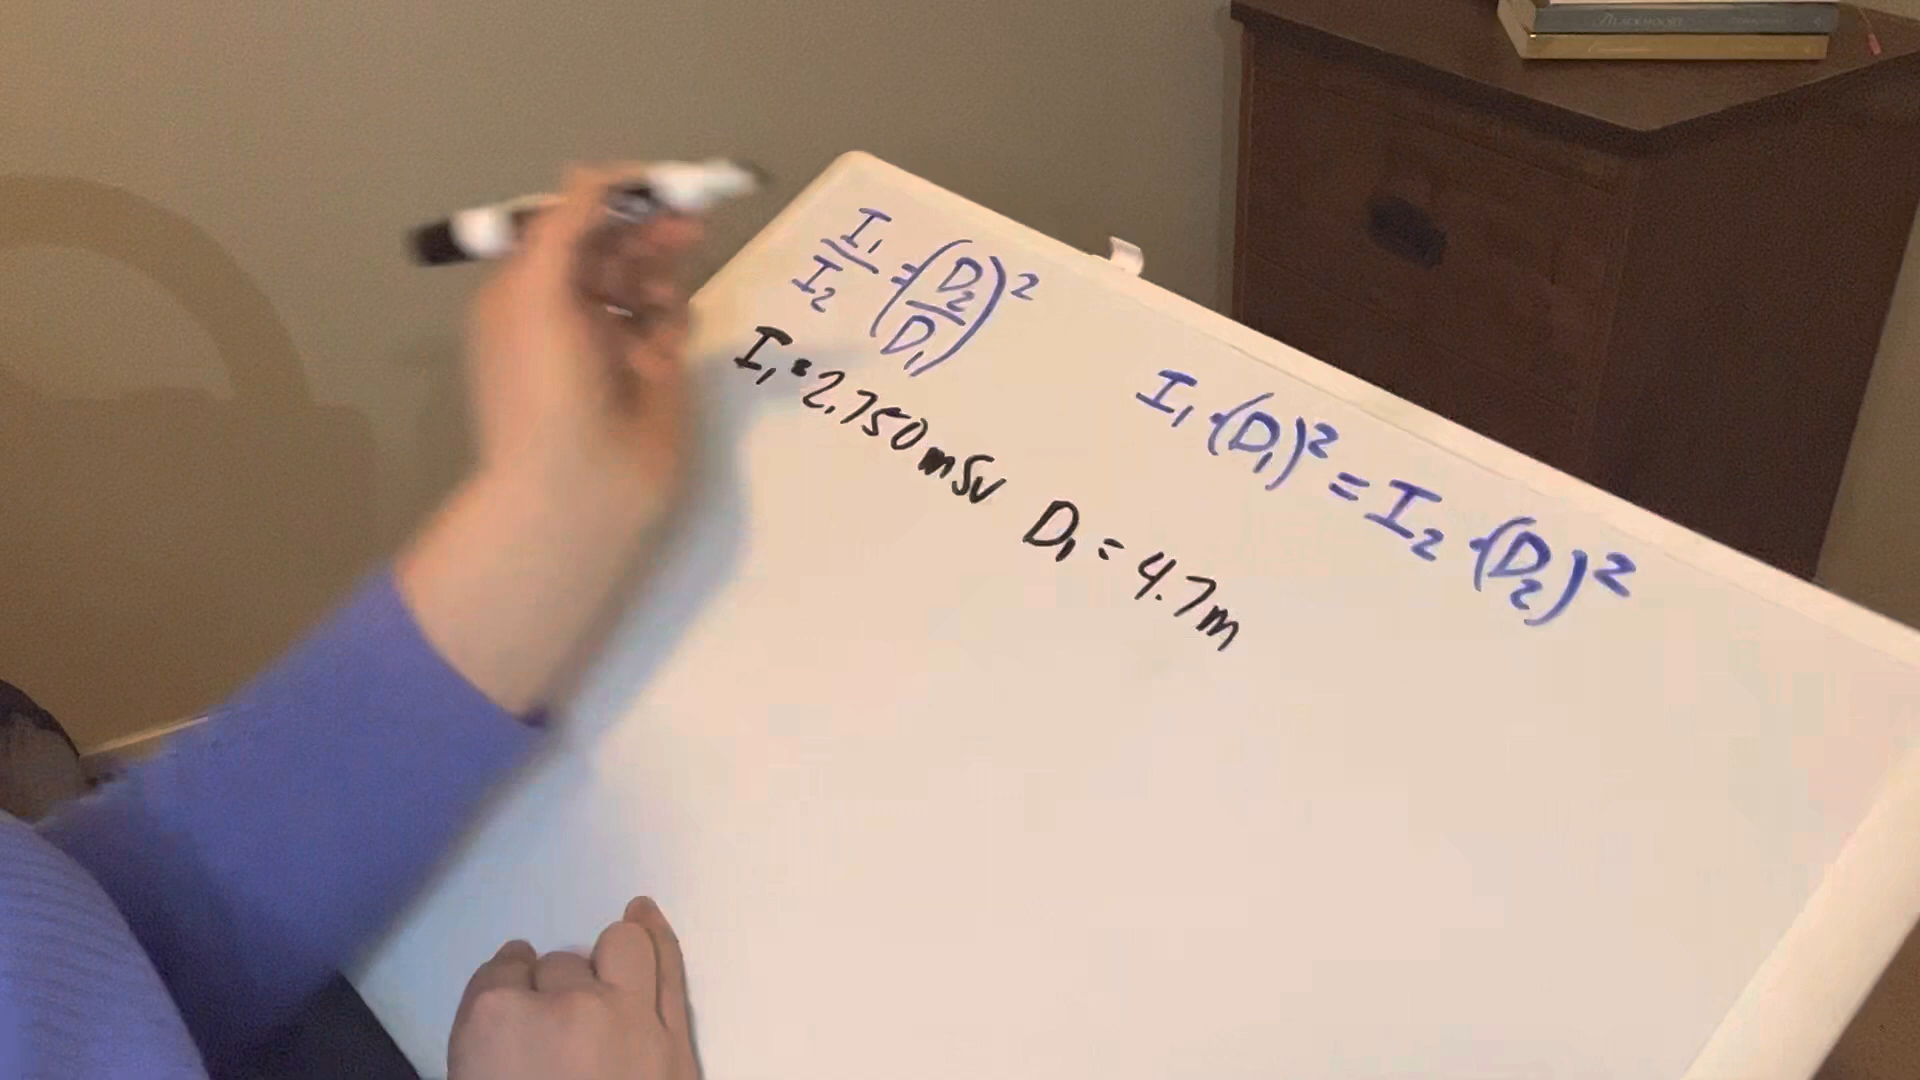 I₁/I₂ = (D₂/D₁)²
I₁ = 2.750 mSv D₁ = 4.7m
I₁·(D₁)² = I₂·(D₂)²